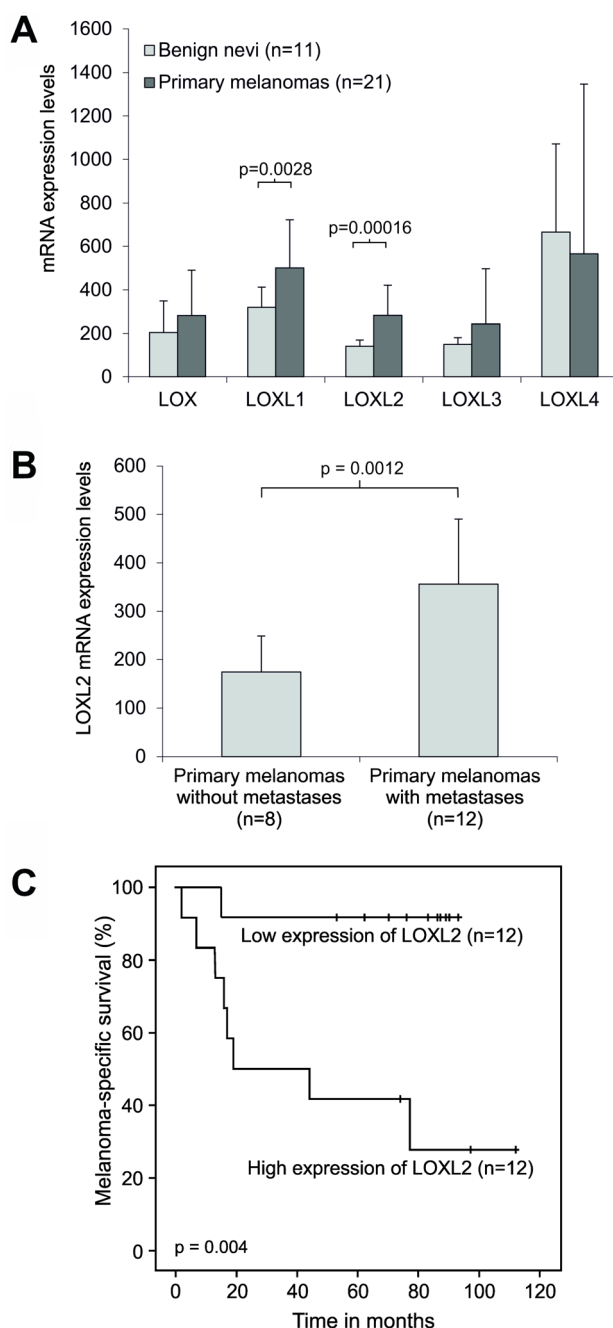 A
mRNA expression levels
1600
1400
1200
1000
800
600
400
200
0
Benign nevi (n=11)
Primary melanomas (n=21)
p=0.0028
p=0.00016
LOX LOXL1 LOXL2 LOXL3 LOXL4
B
LOXL2 mRNA expression levels
600
500
400
300
200
100
0
p = 0.0012
Primary melanomas
without metastases
(n=8)
Primary melanomas
with metastases
(n=12)
C
Melanoma-specific survival (%)
100
80
60
40
20
0
Low expression of LOXL2 (n=12)
High expression of LOXL2 (n=12)
p = 0.004
0 20 40 60 80 100 120
Time in months